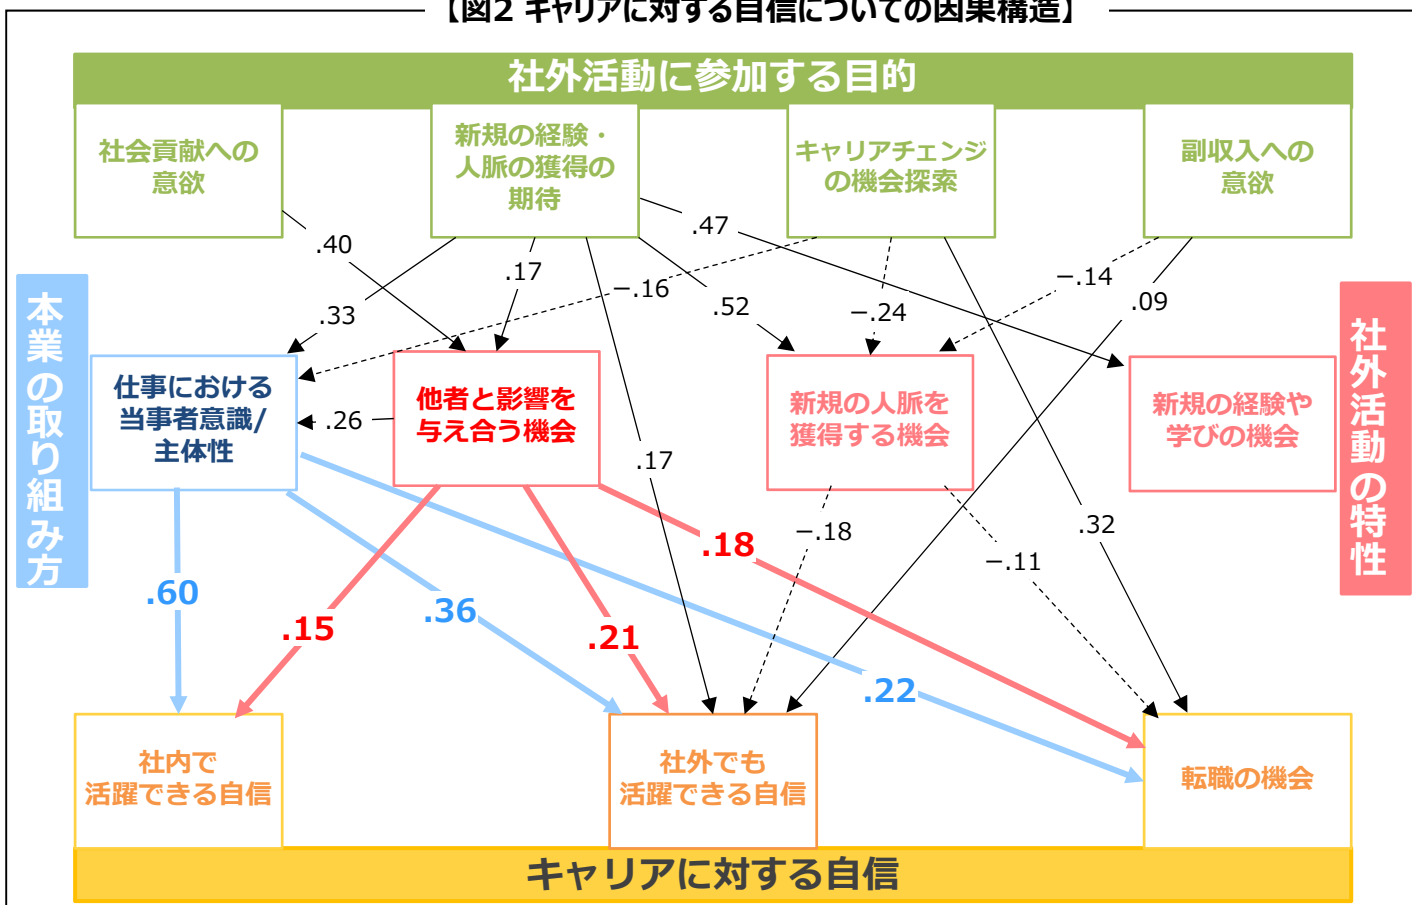 【図2 キャリアに対する自信についての因果構造】
社外活動に参加する目的
社会貢献への
意欲
新規の経験・
人脈の獲得の
期待
キャリアチェンジ
の機会探索
副収入への
意欲
.40
.33
.17
−.16
.47
.52
−.24
−.14
.09
本業の取り組み方
社外活動の特性
仕事における
当事者意識/
主体性
.26
他者と影響を
与え合う機会
新規の人脈を
獲得する機会
新規の経験や
学びの機会
.17
−.18
.32
−.11
.18
.60
.15
.36
.21
.22
社内で
活躍できる自信
社外でも
活躍できる自信
転職の機会
キャリアに対する自信